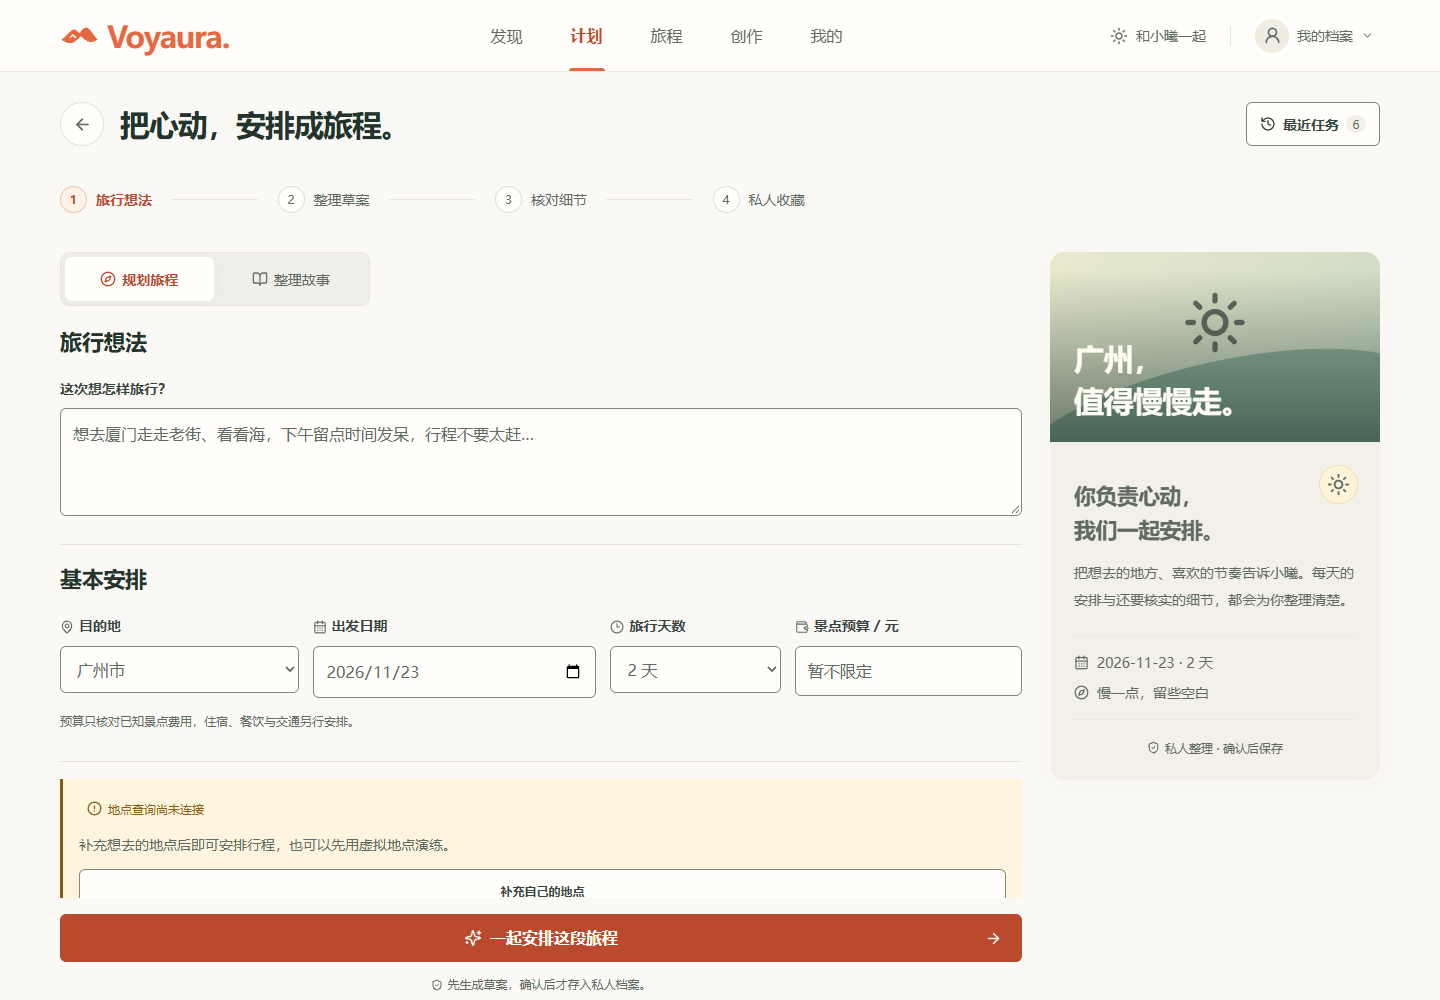 Voyaura.
发现
计划
旅程
创作
我的
和小曦一起
我的档案
把心动，安排成旅程。
最近任务 6
1 旅行想法
2 整理草案
3 核对细节
4 私人收藏
规划旅程
整理故事
旅行想法
这次想怎样旅行？
想去厦门走走老街、看看海，下午留点时间发呆，行程不要太赶...
基本安排
目的地
出发日期
旅行天数
景点预算 / 元
广州市
2026/11/23
2 天
暂不限定
预算只核对已知景点费用，住宿、餐饮与交通另行安排。
地点查询尚未连接
补充想去的地点后即可安排行程，也可以先用虚拟地点演练。
补充自己的地点
一起安排这段旅程
先生成草案，确认后才存入私人档案。
广州，
值得慢慢走。
你负责心动，
我们一起安排。
把想去的地方、喜欢的节奏告诉小曦。每天的
安排与还要核实的细节，都会为你整理清楚。
2026-11-23 · 2 天
慢一点，留些空白
私人整理 · 确认后保存